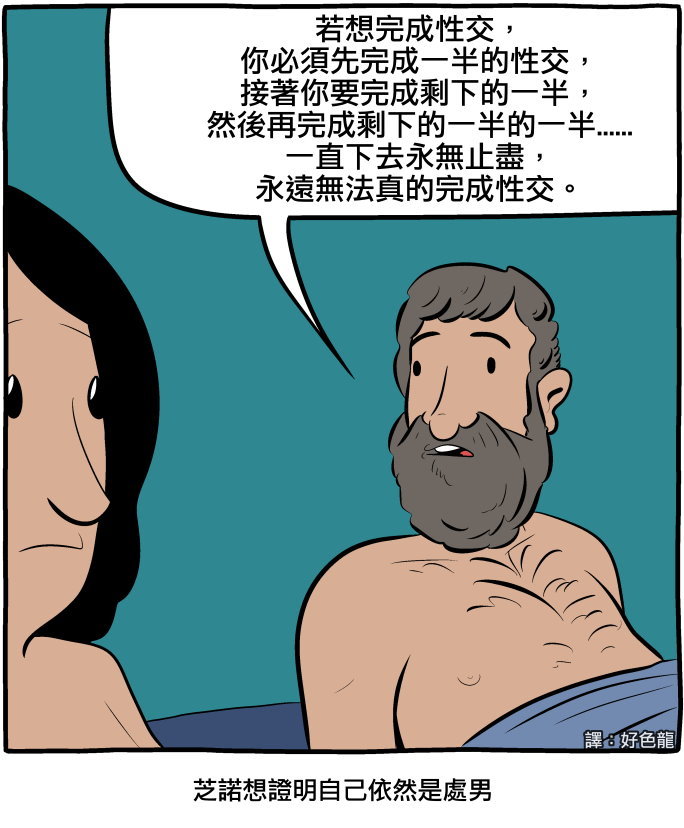 若想完成性交，
你必須先完成一半的性交，
接著你要完成剩下的一半，
然後再完成剩下的一半的一半......
一直下去永無止盡，
永遠無法真的完成性交。
譯：好色龍
芝諾想證明自己依然是處男